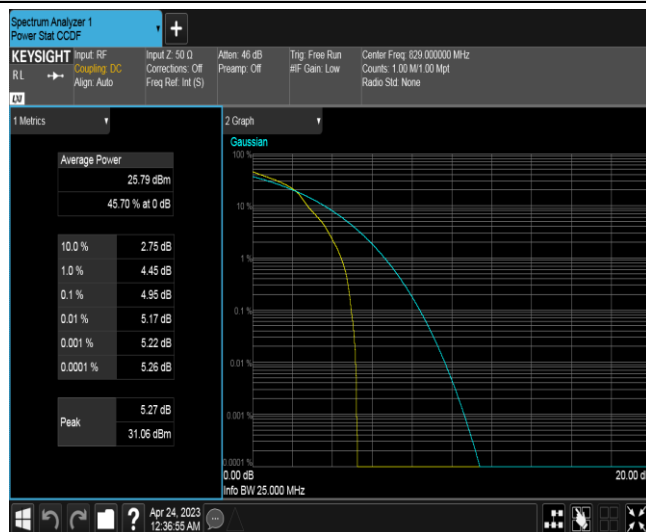 Spectrum Analyzer 1
Power Stat CCDF
KEYSIGHT
RL
LXI
Input: RF
Coupling: DC
Align: Auto
Input Z: 50 Ω
Corrections: Off
Freq Ref: Int (S)
Atten: 46 dB
Preamp: Off
Trig: Free Run
#IF Gain: Low
Center Freq: 829.000000 MHz
Counts: 1.00 M/1.00 Mpt
Radio Std: None
1 Metrics
Average Power
25.79 dBm
45.70 % at 0 dB
10.0 % 2.75 dB
1.0 % 4.45 dB
0.1 % 4.95 dB
0.01 % 5.17 dB
0.001 % 5.22 dB
0.0001 % 5.26 dB
Peak
5.27 dB
31.06 dBm
2 Graph
Gaussian
100 %
10 %
1 %
0.1 %
0.01 %
0.001 %
0.0001 %
0.00 dB
20.00 d
Info BW 25.000 MHz
Apr 24, 2023
12:36:55 AM